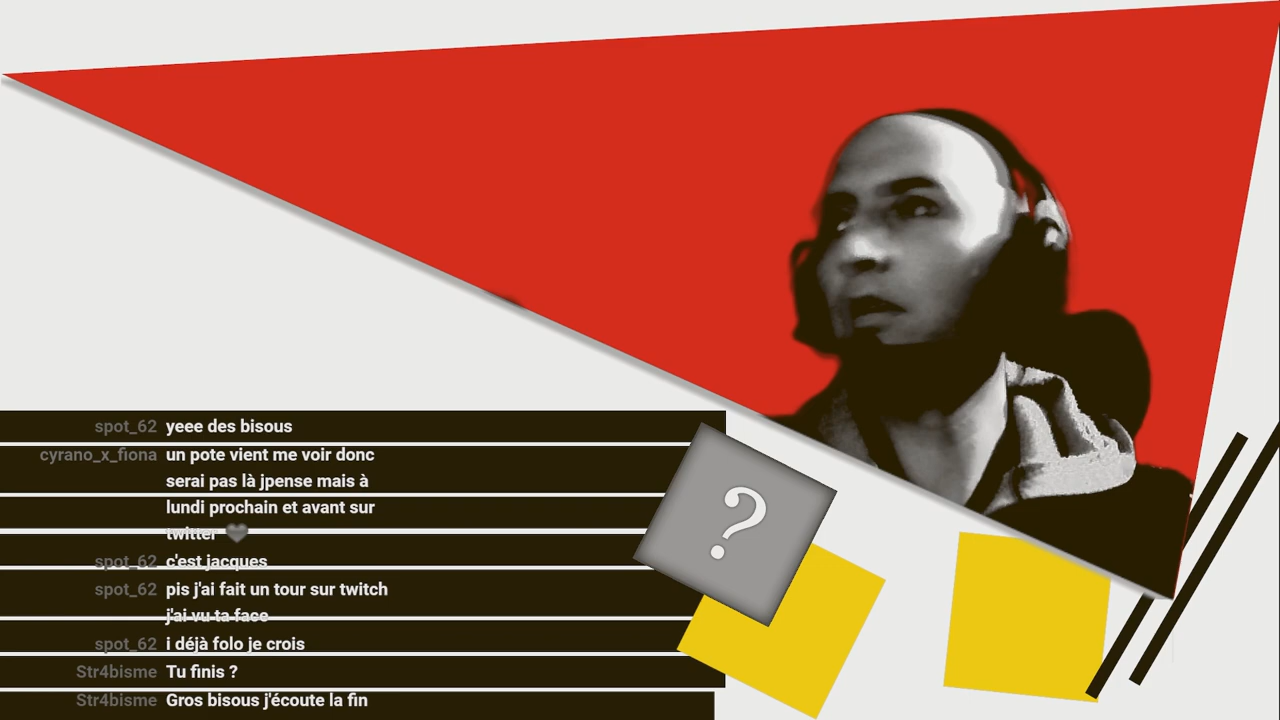 spot_62 yeee des bisous
cyrano_x_fiona un pote vient me voir donc
serai pas là jpense mais à
lundi prochain et avant sur
twitter 🖤
spot_62 c'est jacques
spot_62 pis j'ai fait un tour sur twitch
j'ai vu ta face
spot_62 i déjà folo je crois
Str4bisme Tu finis ?
Str4bisme Gros bisous j'écoute la fin
?